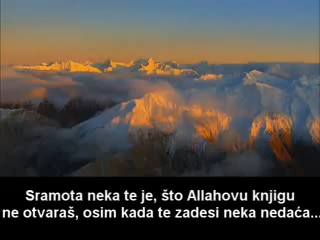 Sramota neka te je, što Allahovu knjigu
ne otvaraš, osim kada te zadesi neka nedaća...